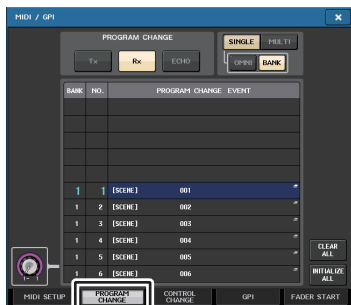 MIDI / GPI
PROGRAM CHANGE
Tx
Rx
ECHO
SINGLE
MULTI
OMNI
BANK
BANK NO. PROGRAM CHANGE EVENT
1 1 [SCENE] 001
1 2 [SCENE] 002
1 3 [SCENE] 003
1 4 [SCENE] 004
1 5 [SCENE] 005
1 6 [SCENE] 006
CLEAR ALL
INITIALIZE ALL
MIDI SETUP
PROGRAM CHANGE
CONTROL CHANGE
GPI
FADER START